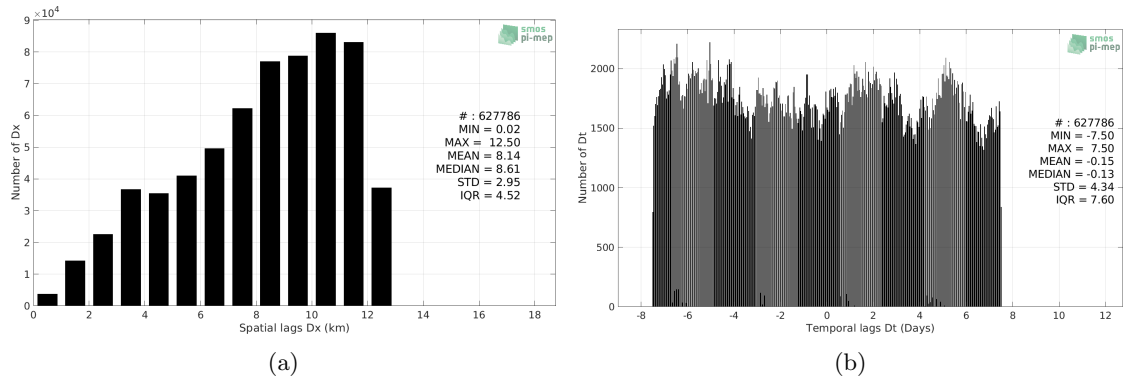 9 ×10⁴
8
7
6
5
4
3
2
1
0
Number of Dx
0 2 4 6 8 10 12 14 16 18
Spatial lags Dx (km)
smos
pi-mep
# : 627786
MIN = 0.02
MAX = 12.50
MEAN = 8.14
MEDIAN = 8.61
STD = 2.95
IQR = 4.52
(a)
2000
1500
1000
500
0
Number of Dt
-8 -6 -4 -2 0 2 4 6 8 10 12
Temporal lags Dt (Days)
smos
pi-mep
# : 627786
MIN = -7.50
MAX = 7.50
MEAN = -0.15
MEDIAN = -0.13
STD = 4.34
IQR = 7.60
(b)